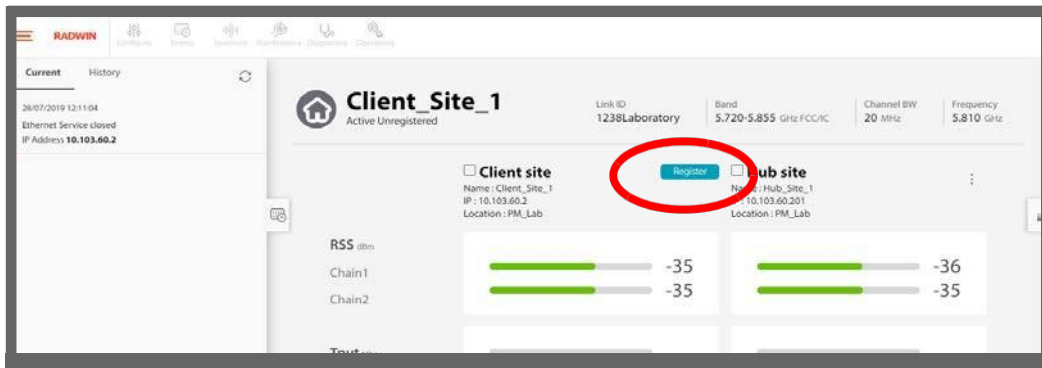 RADWIN
Configure Events Spectrum Maintenance Diagnostics Operations
Current History
28/07/2019 12:11:04
Ethernet Service closed
IP Address 10.103.60.2
Client_Site_1
Active Unregistered
Link ID
1238Laboratory
Band
5.720-5.855 GHz FCC/IC
Channel BW
20 MHz
Frequency
5.810 GHz
Client site
Name : Client_Site_1
IP : 10.103.60.2
Location : PM_Lab
Register
Hub site
: Hub_Site_1
: 10.103.60.201
Location : PM_Lab
RSS dBm
Chain1 -35 -36
Chain2 -35 -35